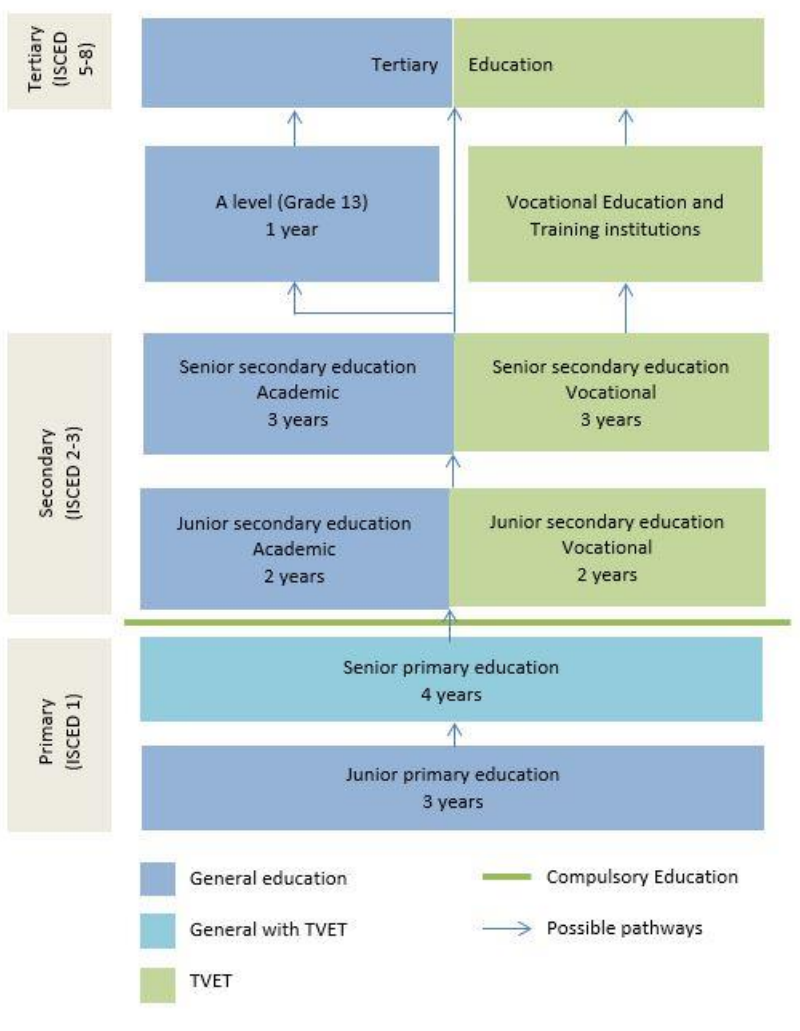 Tertiary
(ISCED
5-8)
Tertiary Education
A level (Grade 13)
1 year
Vocational Education and
Training institutions
Secondary
(ISCED 2-3)
Senior secondary education
Academic
3 years
Senior secondary education
Vocational
3 years
Junior secondary education
Academic
2 years
Junior secondary education
Vocational
2 years
Primary
(ISCED 1)
Senior primary education
4 years
Junior primary education
3 years
General education
Compulsory Education
General with TVET
Possible pathways
TVET